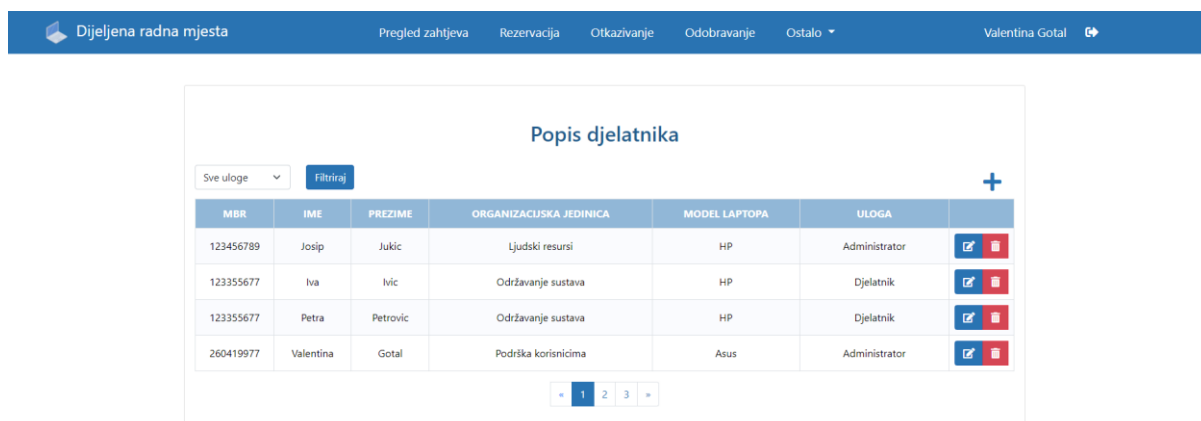 Dijeljena radna mjesta Pregled zahtjeva Rezervacija Otkazivanje Odobravanje Ostalo Valentina Gotal
Popis djelatnika
Sve uloge Filtriraj
MBR IME PREZIME ORGANIZACIJSKA JEDINICA MODEL LAPTOPA ULOGA
123456789 Josip Jukic Ljudski resursi HP Administrator
123355677 Iva Ivic Održavanje sustava HP Djelatnik
123355677 Petra Petrovic Održavanje sustava HP Djelatnik
260419977 Valentina Gotal Podrška korisnicima Asus Administrator
« 1 2 3 »